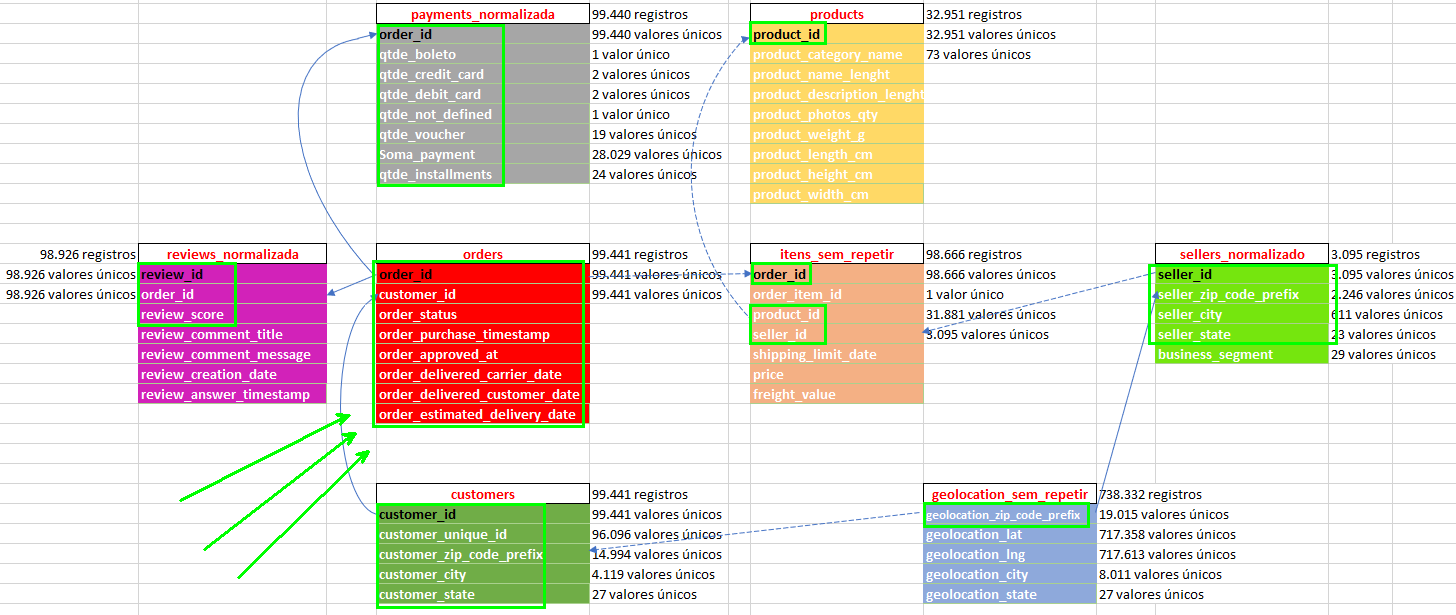 payments_normalizada 99.440 registros
order_id 99.440 valores únicos
qtde_boleto 1 valor único
qtde_credit_card 2 valores únicos
qtde_debit_card 2 valores únicos
qtde_not_defined 1 valor único
qtde_voucher 19 valores únicos
Soma_payment 28.029 valores únicos
qtde_installments 24 valores únicos
products 32.951 registros
product_id 32.951 valores únicos
product_category_name 73 valores únicos
product_name_lenght
product_description_lenght
product_photos_qty
product_weight_g
product_length_cm
product_height_cm
product_width_cm
98.926 registros reviews_normalizada
98.926 valores únicos review_id
98.926 valores únicos order_id
review_score
review_comment_title
review_comment_message
review_creation_date
review_answer_timestamp
orders 99.441 registros
order_id 99.441 valores únicos
customer_id 99.441 valores únicos
order_status
order_purchase_timestamp
order_approved_at
order_delivered_carrier_date
order_delivered_customer_date
order_estimated_delivery_date
itens_sem_repetir 98.666 registros
order_id 98.666 valores únicos
order_item_id 1 valor único
product_id 31.881 valores únicos
seller_id 3.095 valores únicos
shipping_limit_date
price
freight_value
sellers_normalizado 3.095 registros
seller_id 3.095 valores únicos
seller_zip_code_prefix 2.246 valores únicos
seller_city 611 valores únicos
seller_state 23 valores únicos
business_segment 29 valores únicos
customers 99.441 registros
customer_id 99.441 valores únicos
customer_unique_id 96.096 valores únicos
customer_zip_code_prefix 14.994 valores únicos
customer_city 4.119 valores únicos
customer_state 27 valores únicos
geolocation_sem_repetir 738.332 registros
geolocation_zip_code_prefix 19.015 valores únicos
geolocation_lat 717.358 valores únicos
geolocation_lng 717.613 valores únicos
geolocation_city 8.011 valores únicos
geolocation_state 27 valores únicos